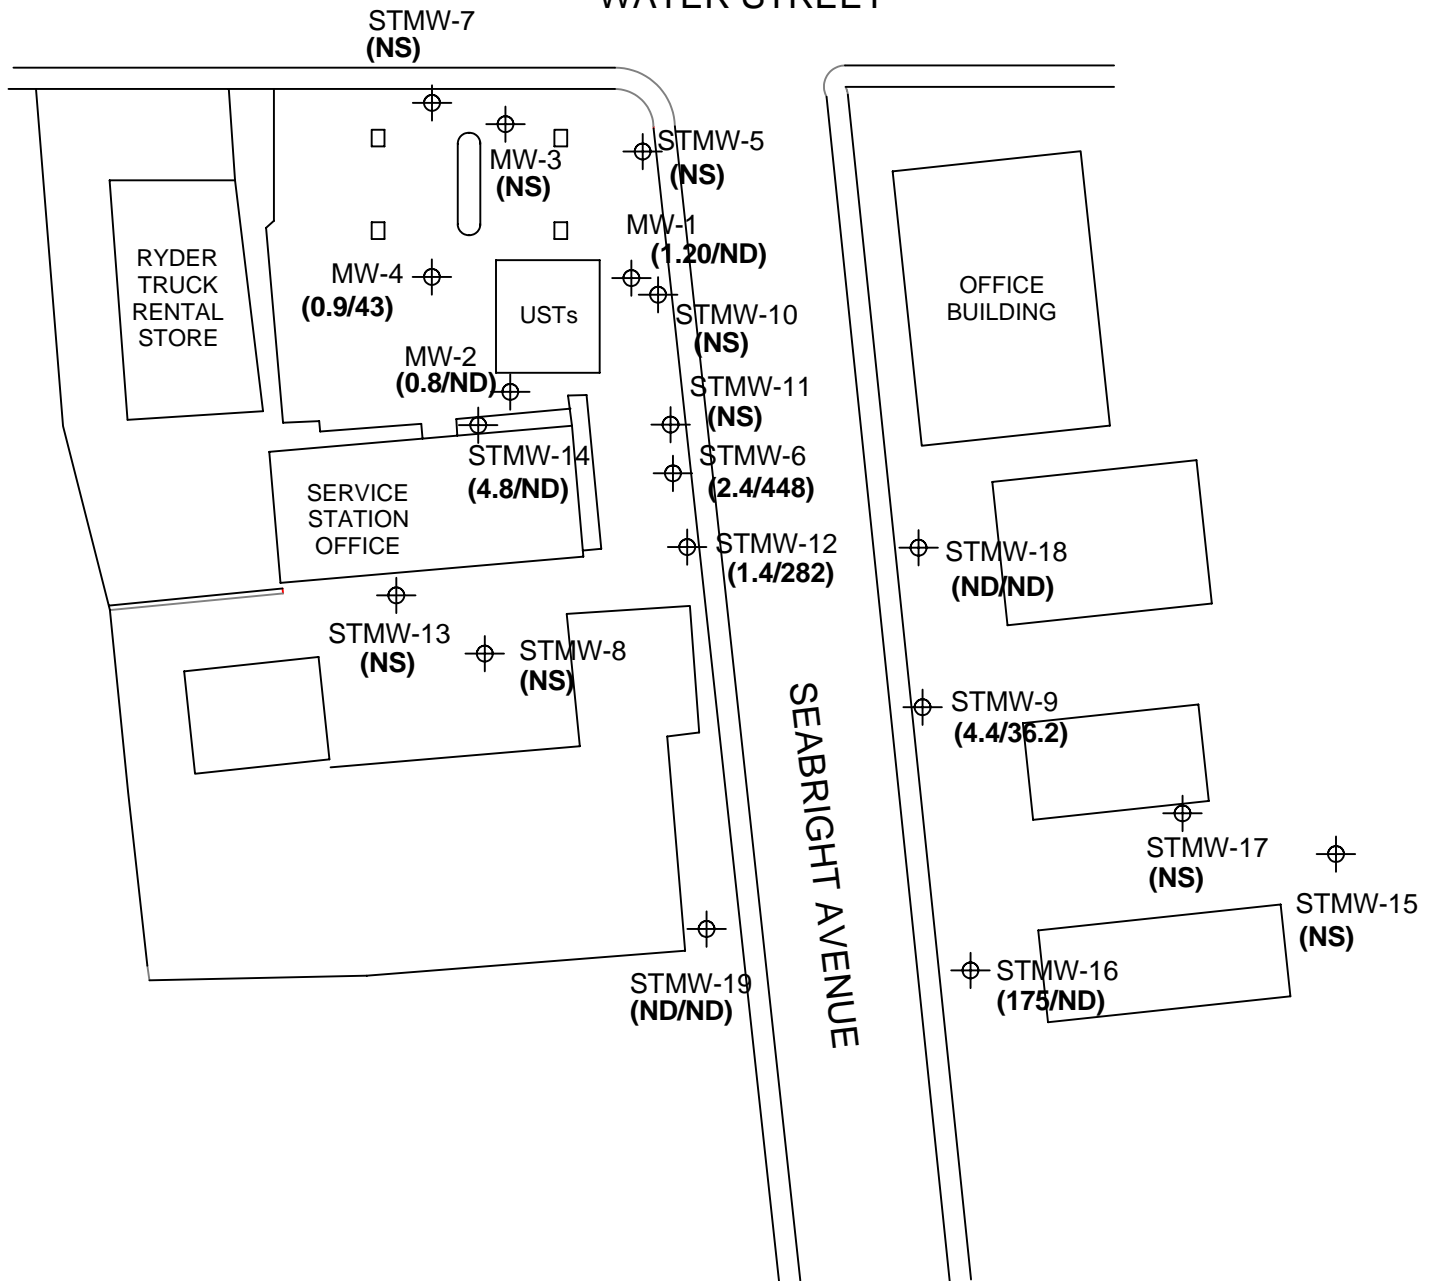 WATER STREET
STMW-7
(NS)
MW-3
(NS)
STMW-5
(NS)
MW-1
(1.20/ND)
RYDER
TRUCK
RENTAL
STORE
MW-4
(0.9/43)
USTs
STMW-10
(NS)
OFFICE
BUILDING
MW-2
(0.8/ND)
STMW-11
(NS)
STMW-14
(4.8/ND)
STMW-6
(2.4/448)
SERVICE
STATION
OFFICE
STMW-12
(1.4/282)
STMW-18
(ND/ND)
STMW-13
(NS)
STMW-8
(NS)
SEABRIGHT AVENUE
STMW-9
(4.4/36.2)
STMW-17
(NS)
STMW-15
(NS)
STMW-19
(ND/ND)
STMW-16
(175/ND)